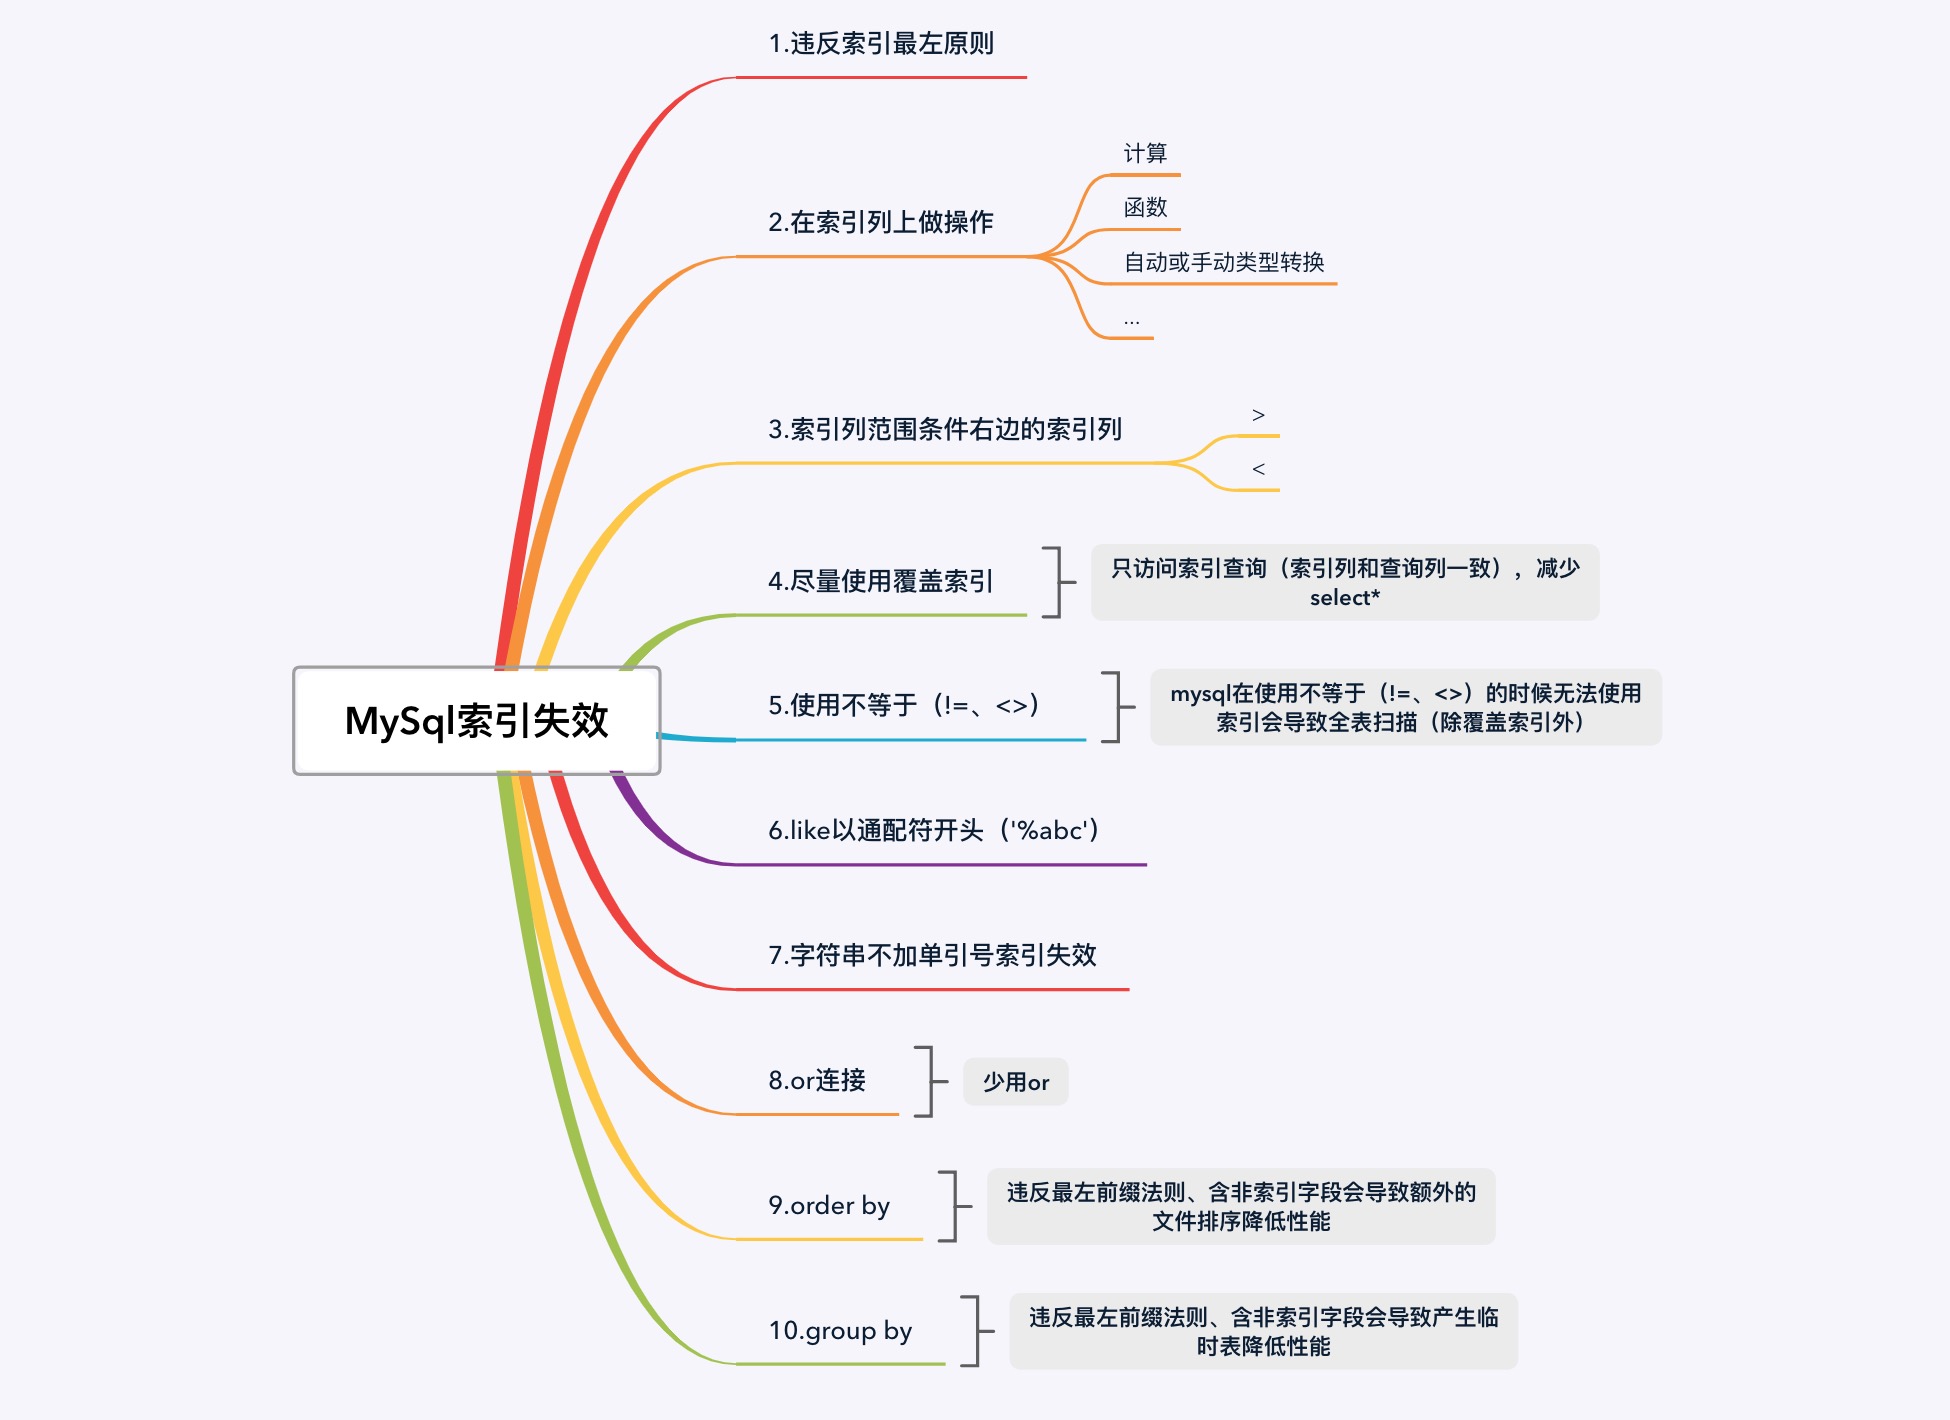 MySql索引失效
1.违反索引最左原则
2.在索引列上做操作
计算
函数
自动或手动类型转换
...
3.索引列范围条件右边的索引列
>
<
4.尽量使用覆盖索引
只访问索引查询（索引列和查询列一致），减少
select*
5.使用不等于（!=、<>）
mysql在使用不等于（!=、<>）的时候无法使用
索引会导致全表扫描（除覆盖索引外）
6.like以通配符开头（'%abc'）
7.字符串不加单引号索引失效
8.or连接
少用or
9.order by
违反最左前缀法则、含非索引字段会导致额外的
文件排序降低性能
10.group by
违反最左前缀法则、含非索引字段会导致产生临
时表降低性能